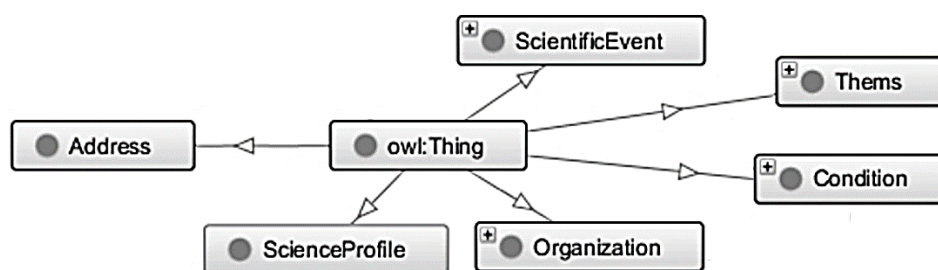 ScientificEvent
Thems
Address
owl:Thing
Condition
ScienceProfile
Organization